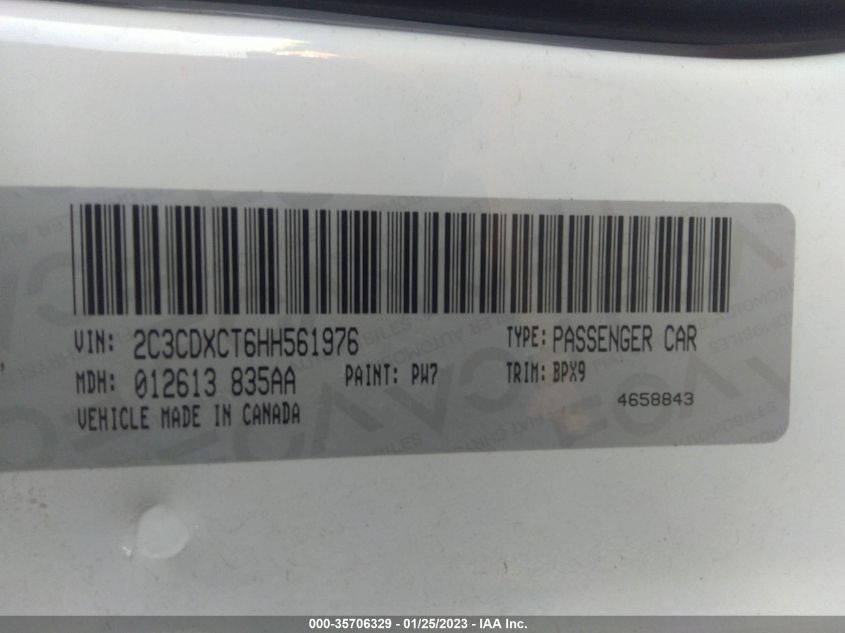 VIN: 2C3CDXCT6HH561976 TYPE: PASSENGER CAR
MDH: 012613 835AA PAINT: PW7 TRIM: BPX9
4658843
VEHICLE MADE IN CANADA
000-35706329 - 01/25/2023 - IAA Inc.